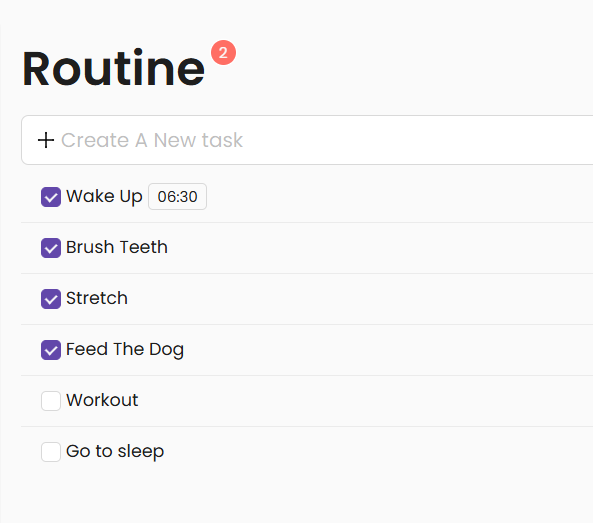 Routine 2
Create A New task
Wake Up 06:30
Brush Teeth
Stretch
Feed The Dog
Workout
Go to sleep